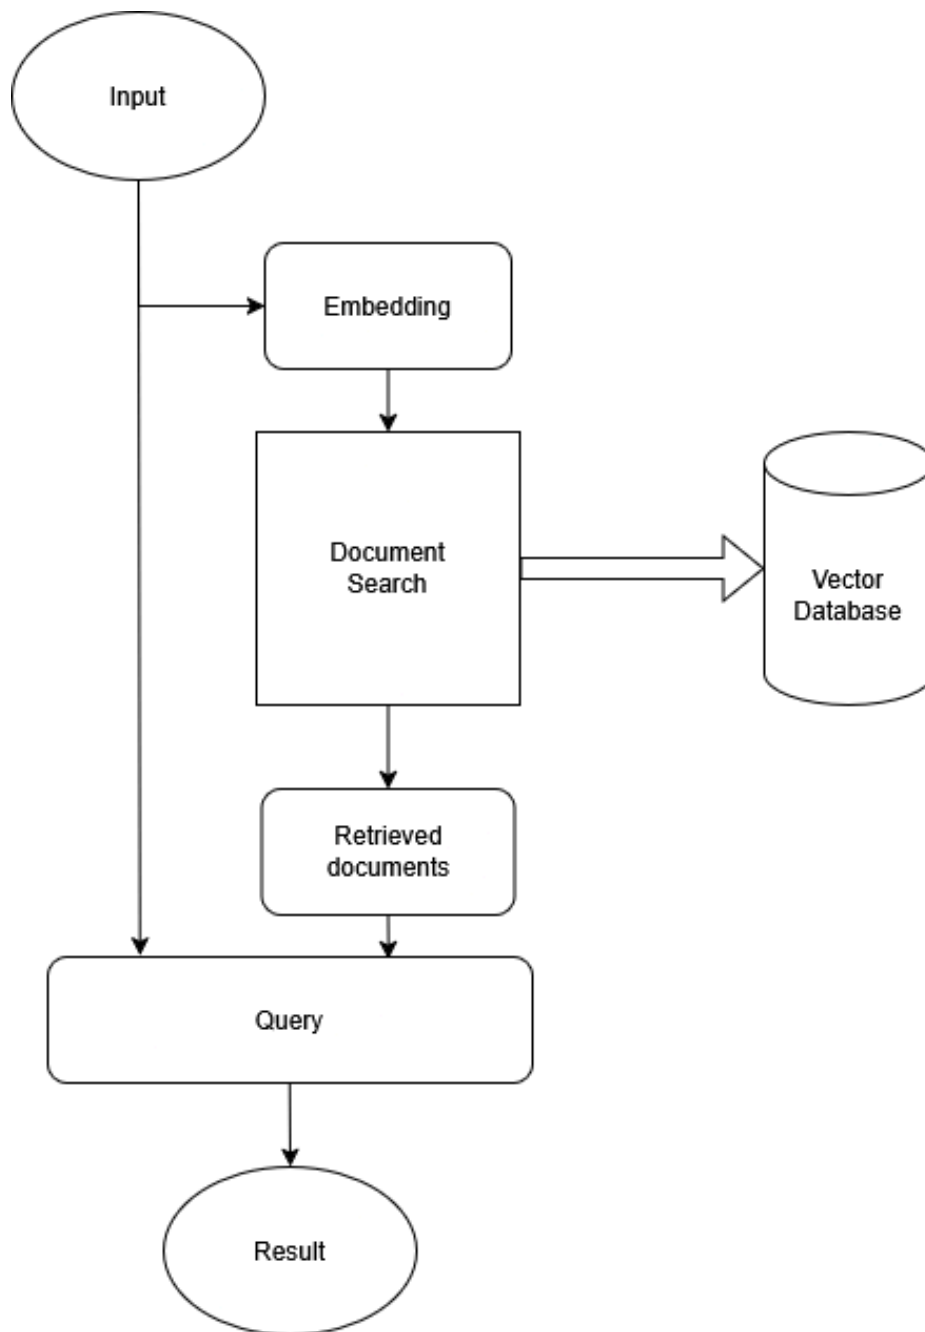 Input
Embedding
Document
Search
Vector
Database
Retrieved
documents
Query
Result